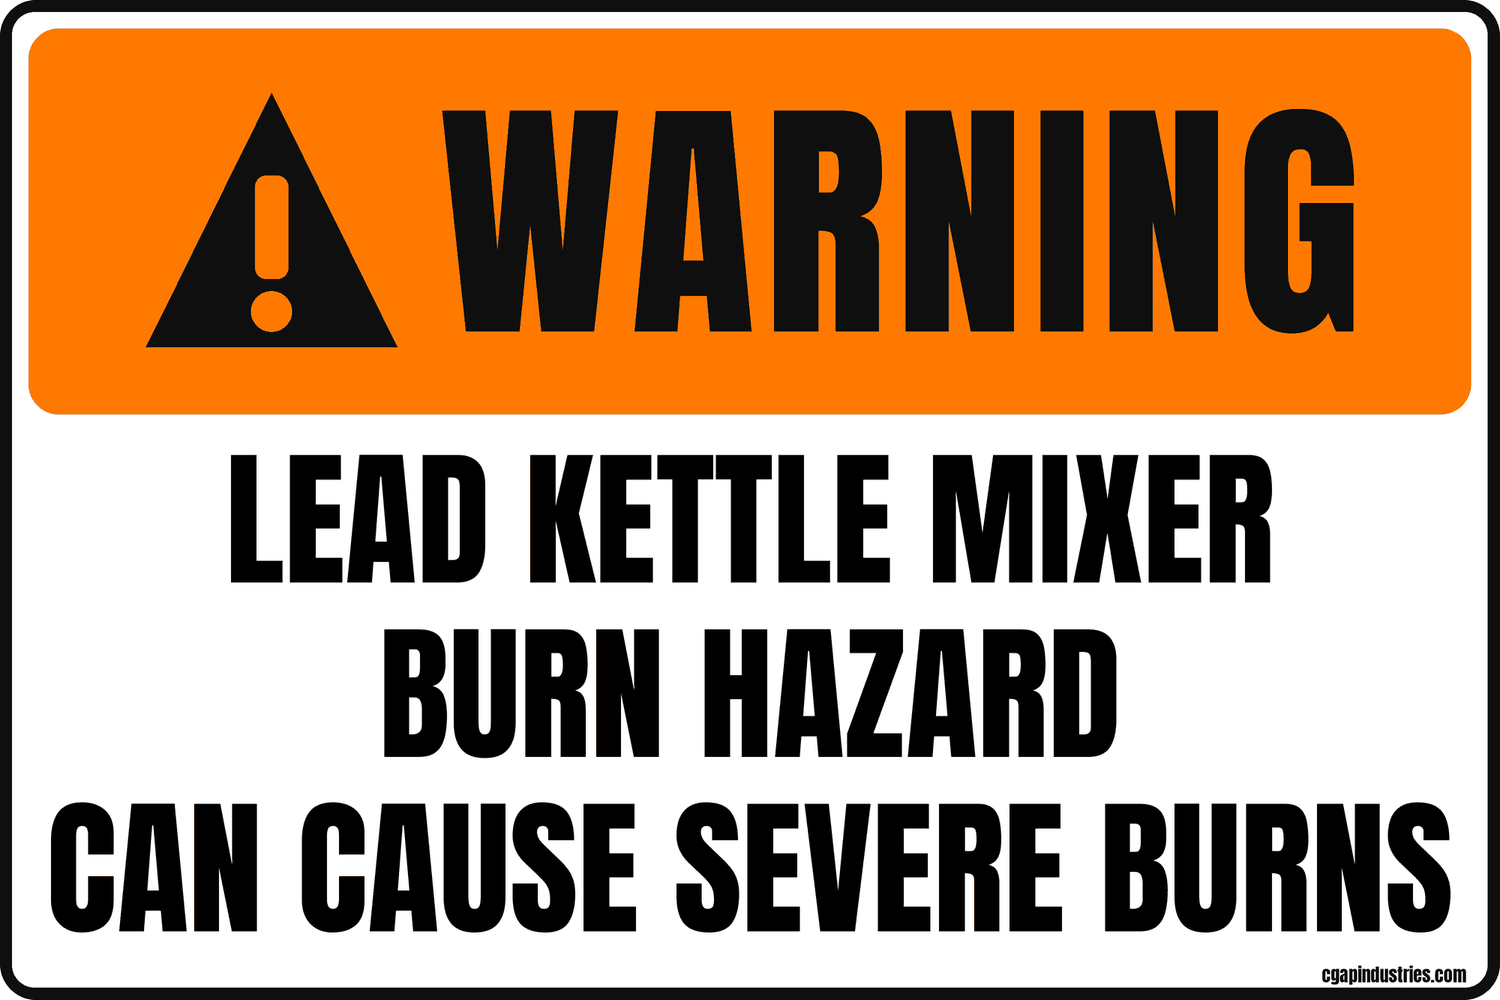 WARNING
LEAD KETTLE MIXER
BURN HAZARD
CAN CAUSE SEVERE BURNS
cgapindustries.com